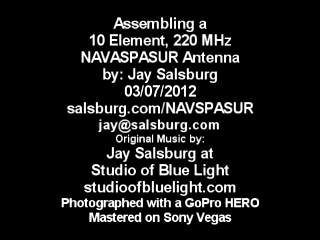 Assembling a
10 Element, 220 MHz
NAVASPASUR Antenna
by: Jay Salsburg
03/07/2012
salsburg.com/NAVSPASUR
jay@salsburg.com
Original Music by:
Jay Salsburg at
Studio of Blue Light
studioofbluelight.com
Photographed with a GoPro HERO
Mastered on Sony Vegas